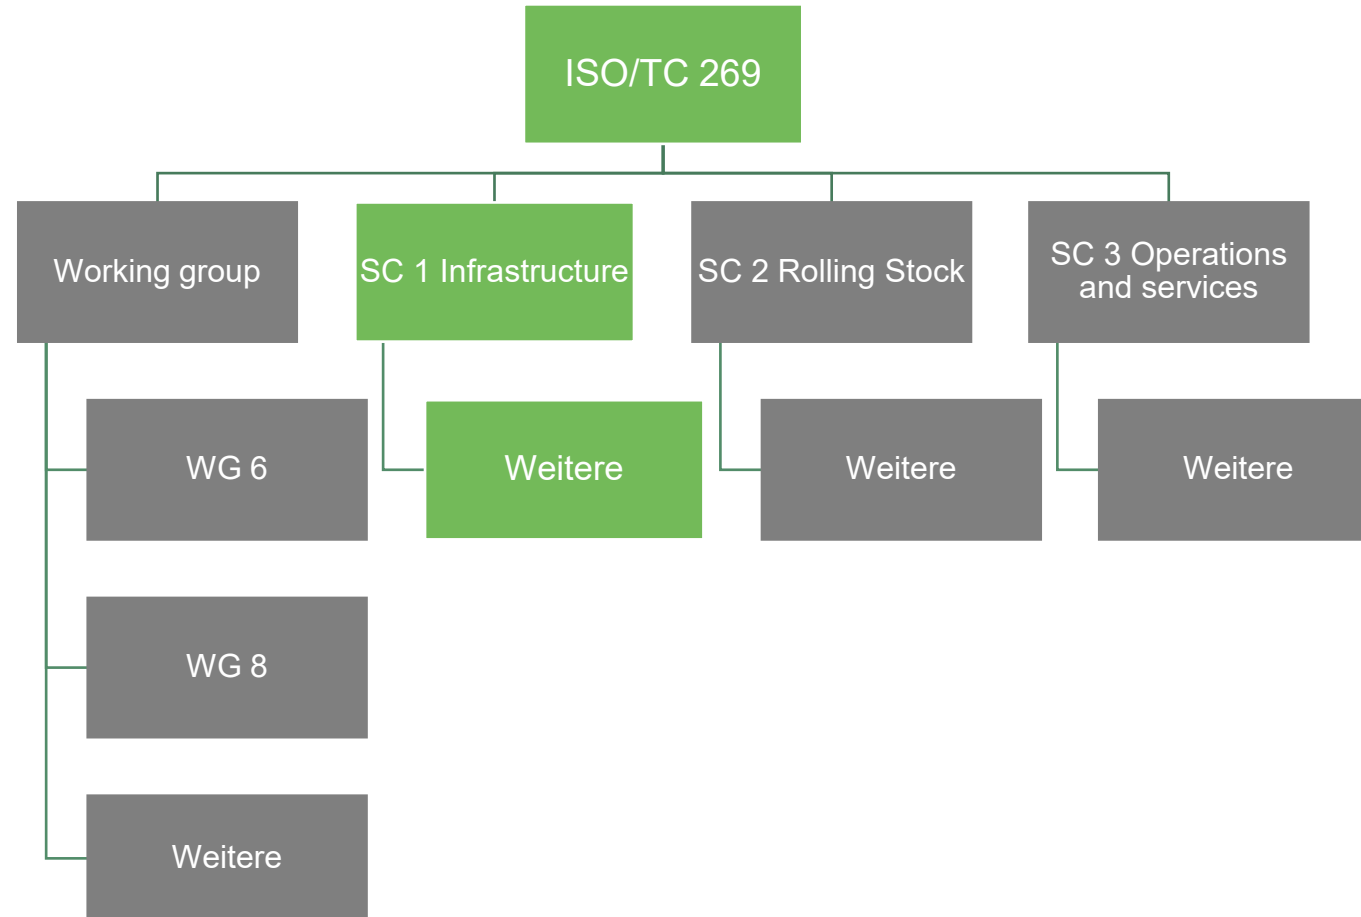 ISO/TC 269
Working group
SC 1 Infrastructure
SC 2 Rolling Stock
SC 3 Operations
and services
WG 6
Weitere
Weitere
Weitere
WG 8
Weitere